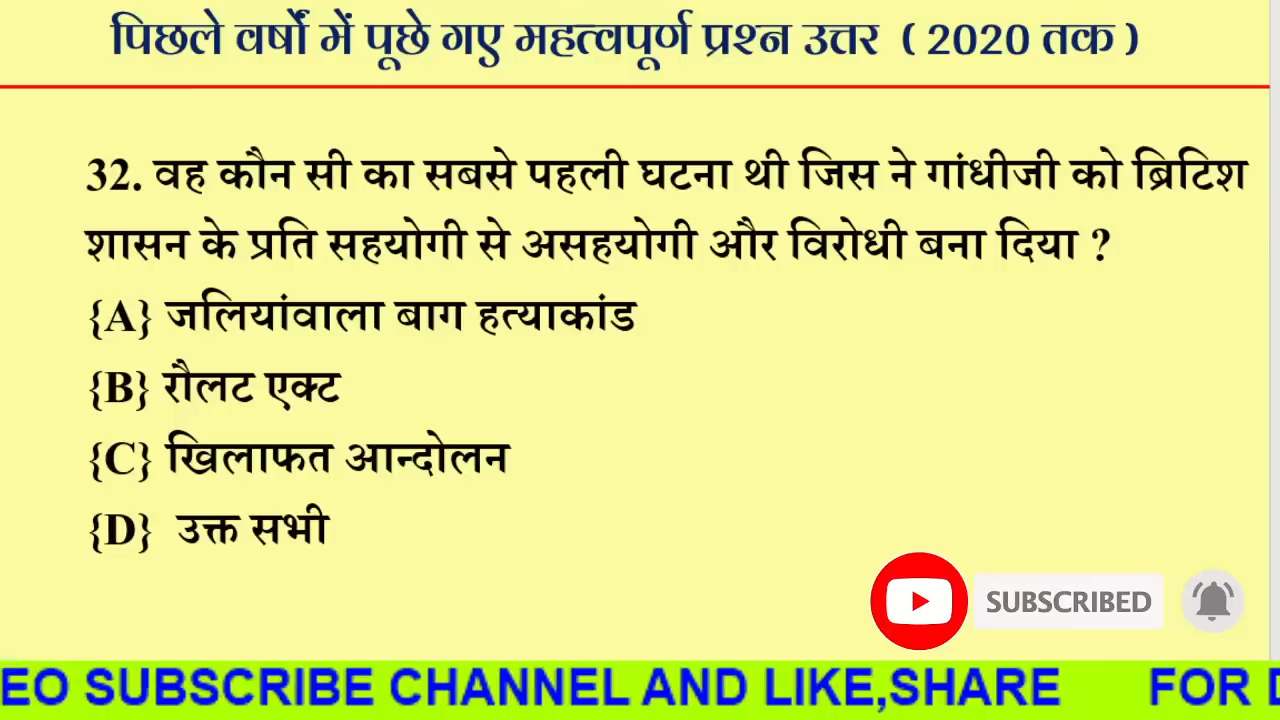 पिछले वर्षों में पूछे गए महत्वपूर्ण प्रश्न उत्तर ( 2020 तक )
32. वह कौन सी का सबसे पहली घटना थी जिस ने गांधीजी को ब्रिटिश
शासन के प्रति सहयोगी से असहयोगी और विरोधी बना दिया ?
{A} जलियांवाला बाग हत्याकांड
{B} रौलट एक्ट
{C} खिलाफत आन्दोलन
{D} उक्त सभी
SUBSCRIBED
EO SUBSCRIBE CHANNEL AND LIKE,SHARE FOR